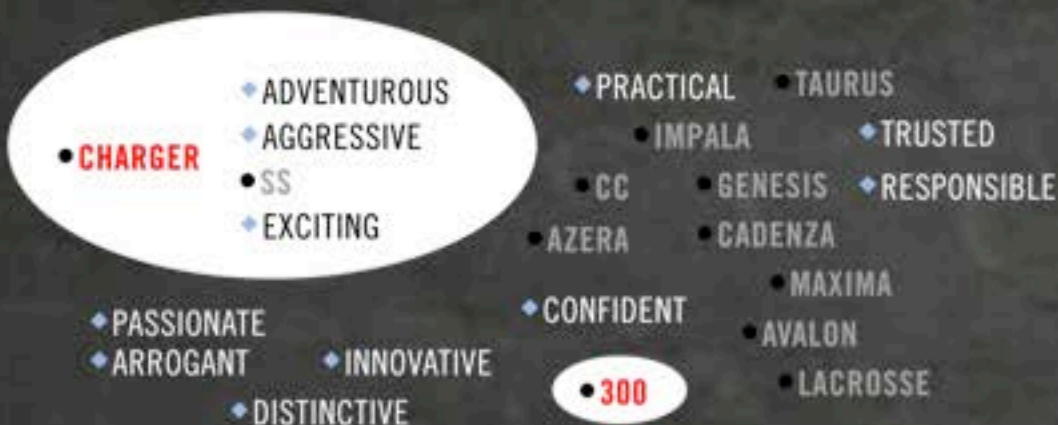 ADVENTUROUS
AGGRESSIVE
CHARGER
SS
EXCITING
PRACTICAL
TAURUS
IMPALA
TRUSTED
CC
GENESIS
RESPONSIBLE
AZERA
CADENZA
MAXIMA
CONFIDENT
AVALON
PASSIONATE
ARROGANT
INNOVATIVE
300
LACROSSE
DISTINCTIVE